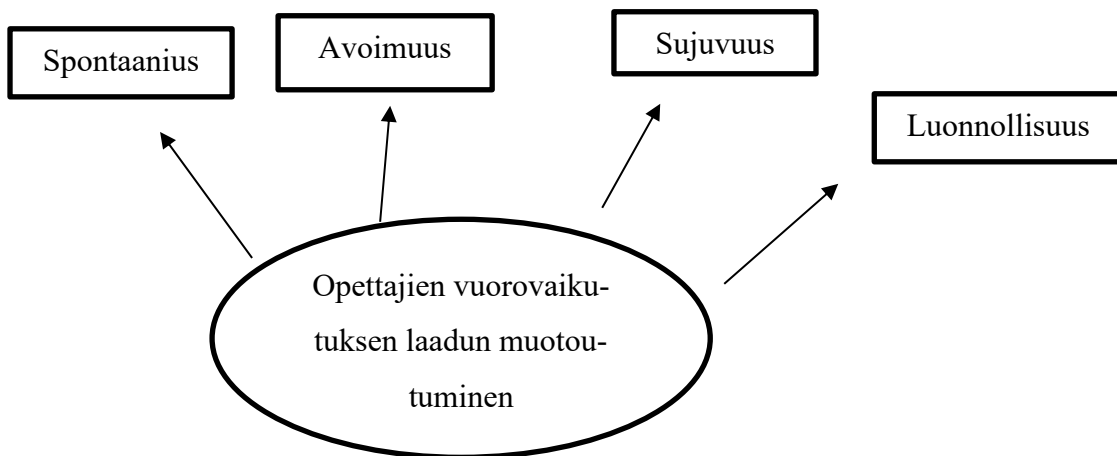 Spontaanius
Avoimuus
Sujuvuus
Luonnollisuus
Opettajien vuorovaiku-
tuksen laadun muotou-
tuminen